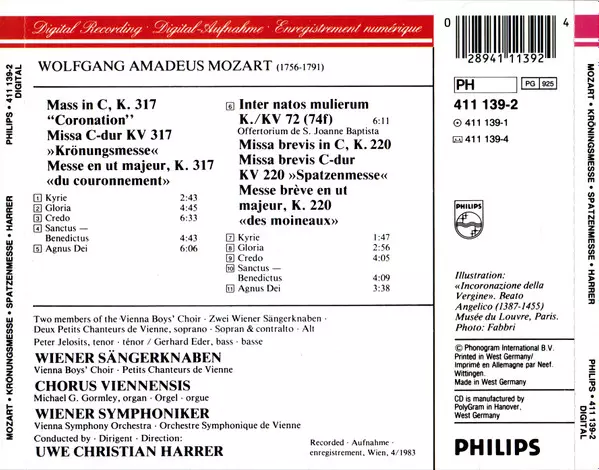 Digital Recording · Digital-Aufnahme · Enregistrement numérique
WOLFGANG AMADEUS MOZART (1756-1791)
Mass in C, K. 317
“Coronation”
Missa C-dur KV 317
»Krönungsmesse«
Messe en ut majeur, K. 317
«du couronnement»
1 Kyrie 2:43
2 Gloria 4:45
3 Credo 6:33
4 Sanctus —
Benedictus 4:43
5 Agnus Dei 6:06
6 Inter natos mulierum
K./KV 72 (74f) 6:11
Offertorium de S. Joanne Baptista
Missa brevis in C, K. 220
Missa brevis C-dur
KV 220 »Spatzenmesse«
Messe brève en ut
majeur, K. 220
«des moineaux»
7 Kyrie 1:47
8 Gloria 2:56
9 Credo 4:05
10 Sanctus —
Benedictus 4:09
11 Agnus Dei 3:38
Two members of the Vienna Boys' Choir · Zwei Wiener Sängerknaben ·
Deux Petits Chanteurs de Vienne, soprano · Sopran & contralto · Alt
Peter Jelosits, tenor · ténor / Gerhard Eder, bass · basse
WIENER SÄNGERKNABEN
Vienna Boys' Choir · Petits Chanteurs de Vienne
CHORUS VIENNENSIS
Michael G. Gormley, organ · Orgel · orgue
WIENER SYMPHONIKER
Vienna Symphony Orchestra · Orchestre Symphonique de Vienne
Conducted by · Dirigent · Direction:
UWE CHRISTIAN HARRER
Recorded · Aufnahme ·
enregistrement, Wien, 4/1983
0 28941 11392 4
PH
PG 925
411 139-2
411 139-1
411 139-4
PHILIPS
Illustration:
«Incoronazione della
Vergine». Beato
Angelico (1387-1455)
Musée du Louvre, Paris.
Photo: Fabbri
℗ Phonogram International B.V.
Printed in West Germany/
Imprimé en Allemagne par Neef.
Wittingen.
Made in West Germany
CD is manufactured by
PolyGram in Hanover,
West Germany
PHILIPS
MOZART • KRÖNUNGSMESSE • SPATZENMESSE • HARRER
PHILIPS • 411 139-2
DIGITAL
MOZART • KRÖNINGSMESSE • SPATZENMESSE • HARRER
PHILIPS • 411 139-2
DIGITAL